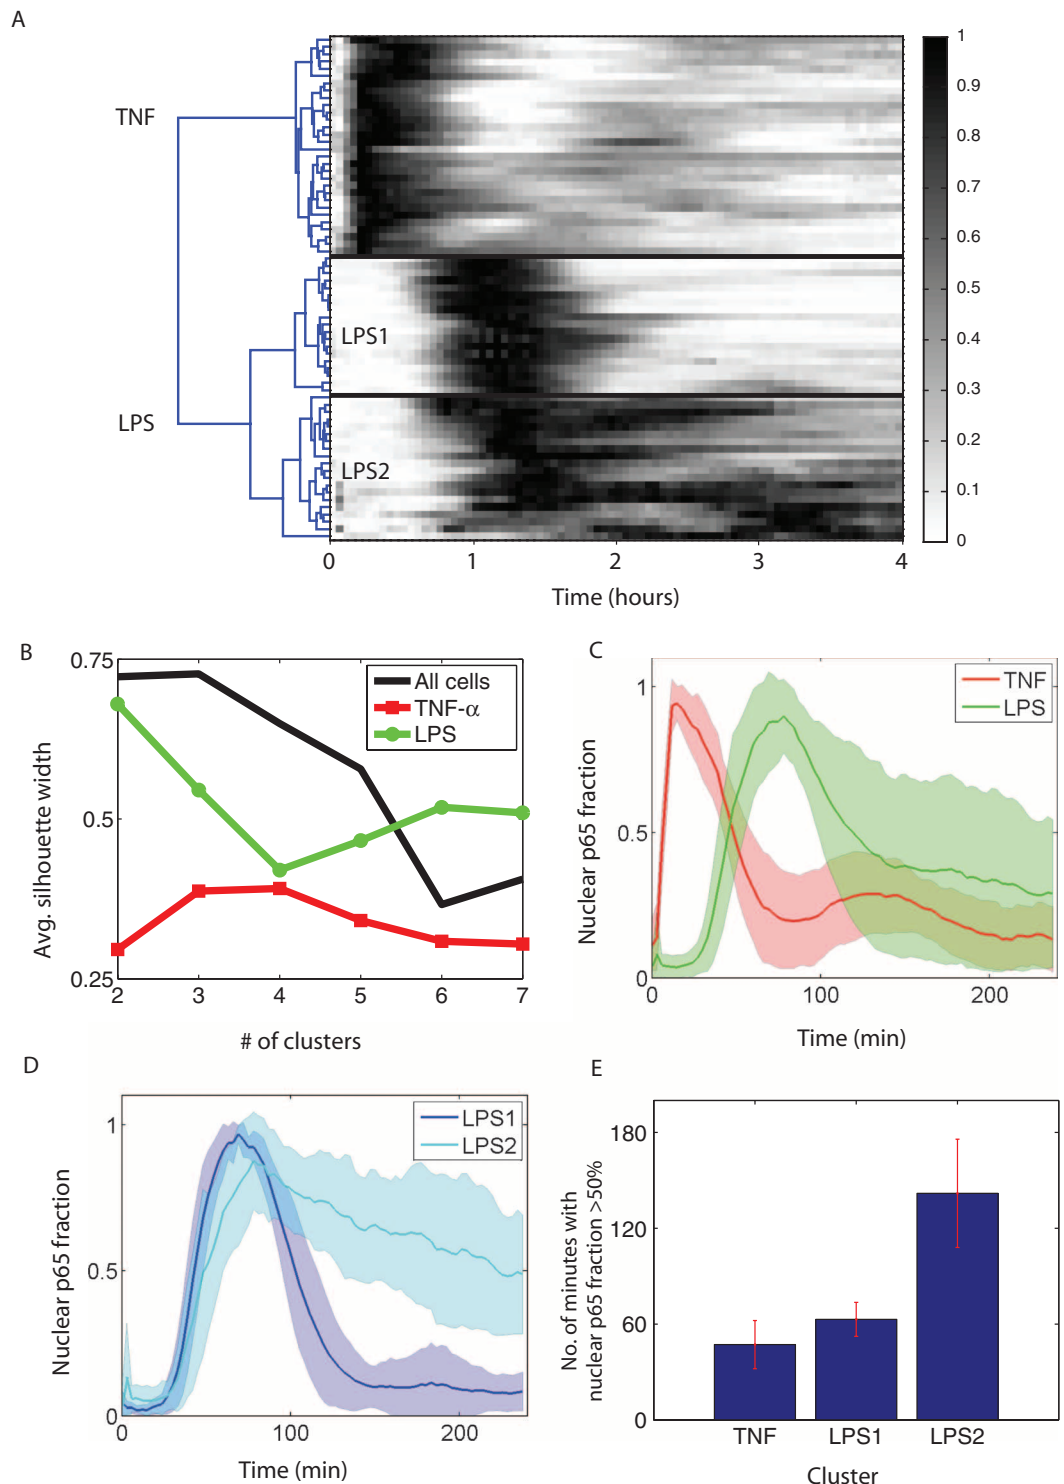 A
TNF
LPS
LPS1
LPS2
1
0.9
0.8
0.7
0.6
0.5
0.4
0.3
0.2
0.1
0
0 1 2 3 4
Time (hours)
B
0.75
0.5
0.25
Avg. silhouette width
All cells
TNF-α
LPS
2 3 4 5 6 7
# of clusters
C
1
0.5
0
Nuclear p65 fraction
TNF
LPS
0 100 200
Time (min)
D
1
0.5
0
Nuclear p65 fraction
LPS1
LPS2
0 100 200
Time (min)
E
180
120
60
0
No. of minutes with
nuclear p65 fraction >50%
TNF LPS1 LPS2
Cluster